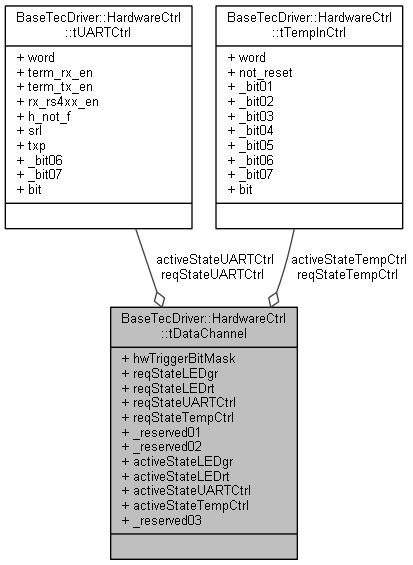 BaseTecDriver::HardwareCtrl
::tUARTCtrl
+ word
+ term_rx_en
+ term_tx_en
+ rx_rs4xx_en
+ h_not_f
+ srl
+ txp
+ _bit06
+ _bit07
+ bit
BaseTecDriver::HardwareCtrl
::tTempInCtrl
+ word
+ not_reset
+ _bit01
+ _bit02
+ _bit03
+ _bit04
+ _bit05
+ _bit06
+ _bit07
+ bit
activeStateUARTCtrl
reqStateUARTCtrl
activeStateTempCtrl
reqStateTempCtrl
BaseTecDriver::HardwareCtrl
::tDataChannel
+ hwTriggerBitMask
+ reqStateLEDgr
+ reqStateLEDrt
+ reqStateUARTCtrl
+ reqStateTempCtrl
+ _reserved01
+ _reserved02
+ activeStateLEDgr
+ activeStateLEDrt
+ activeStateUARTCtrl
+ activeStateTempCtrl
+ _reserved03